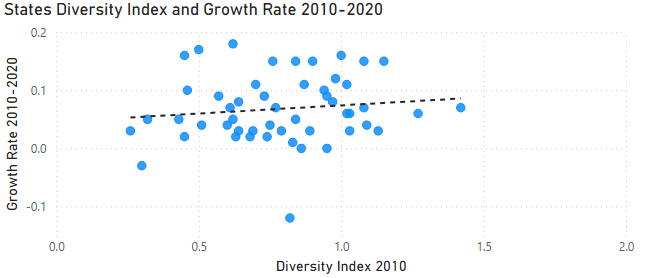 States Diversity Index and Growth Rate 2010-2020
0.2
0.1
0.0
-0.1
Growth Rate 2010-2020
0.0 0.5 1.0 1.5 2.0
Diversity Index 2010